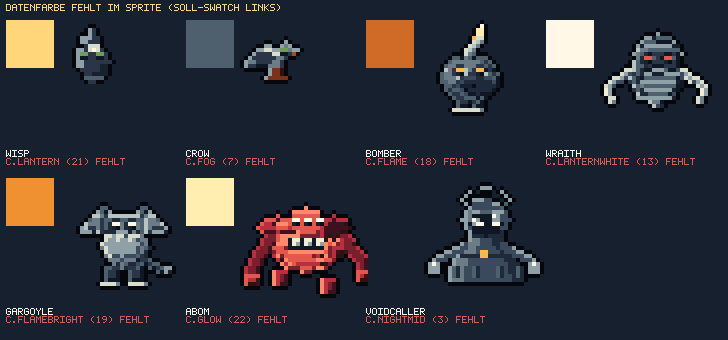 DATENFARBE FEHLT IM SPRITE (SOLL-SWATCH LINKS)
WISP
C.LANTERN (21) FEHLT
CROW
C.FOG (7) FEHLT
BOMBER
C.FLAME (18) FEHLT
WRAITH
C.LANTERNWHITE (13) FEHLT
GARGOYLE
C.FLAMEBRIGHT (19) FEHLT
ABOM
C.GLOW (22) FEHLT
VOIDCALLER
C.NIGHTMID (3) FEHLT